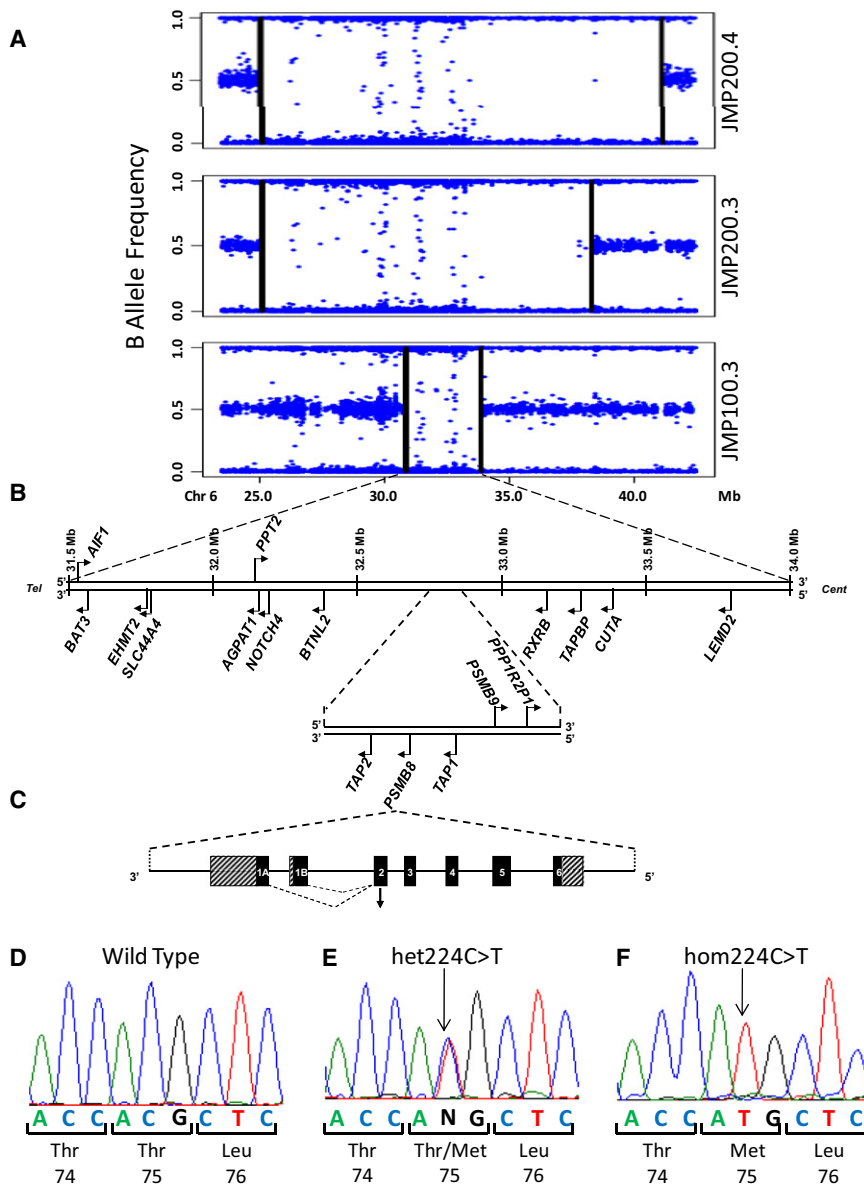 A
1.0
0.5
0.0
JMP200.4
B Allele Frequency
1.0
0.5
0.0
JMP200.3
1.0
0.5
0.0
JMP100.3
Chr 6 25.0 30.0 35.0 40.0 Mb
B
31.5 Mb AIF1 32.0 Mb PPT2 32.5 Mb 33.0 Mb 33.5 Mb 34.0 Mb
5’ 3’
Tel 3’ 5’ Cent
BAT3 EHMT2 SLC44A4 AGPAT1 NOTCH4 BTNL2 RXRB TAPBP CUTA LEMD2
PSMB9 PPP1R2P1
5’ 3’
3’ 5’
TAP2 PSMB8 TAP1
C
3’ 1A 1B 2 3 4 5 6 5’
D Wild Type
A C C A C G C T C
Thr Thr Leu
74 75 76
E het224C>T
A C C A N G C T C
Thr Thr/Met Leu
74 75 76
F hom224C>T
A C C A T G C T C
Thr Met Leu
74 75 76